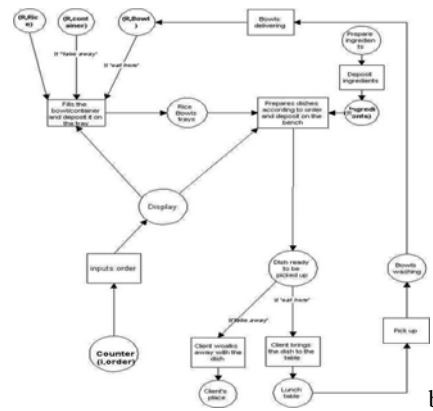 (R,Ric
e)
(R,cont
ainer)
(R,Bowl
)
Bowls
delivering
Prepare
ingredien
ts
if "take away"
if "eat here"
Deposit
ingredients
Fills the
bowl/container
and deposit it on
the tray
Rice
Bowls
trays
Prepares dishes
according to order
and deposit on the
bench
ants)
Display
inputs order
Counter
(i,order)
Dish ready
to be
picked up
Bowls
waching
if "take away"
if "eat here"
Client woalks
away with the
dish
Client brings
the dish to the
table
Pick up
Client's
place
Lunch
table
b